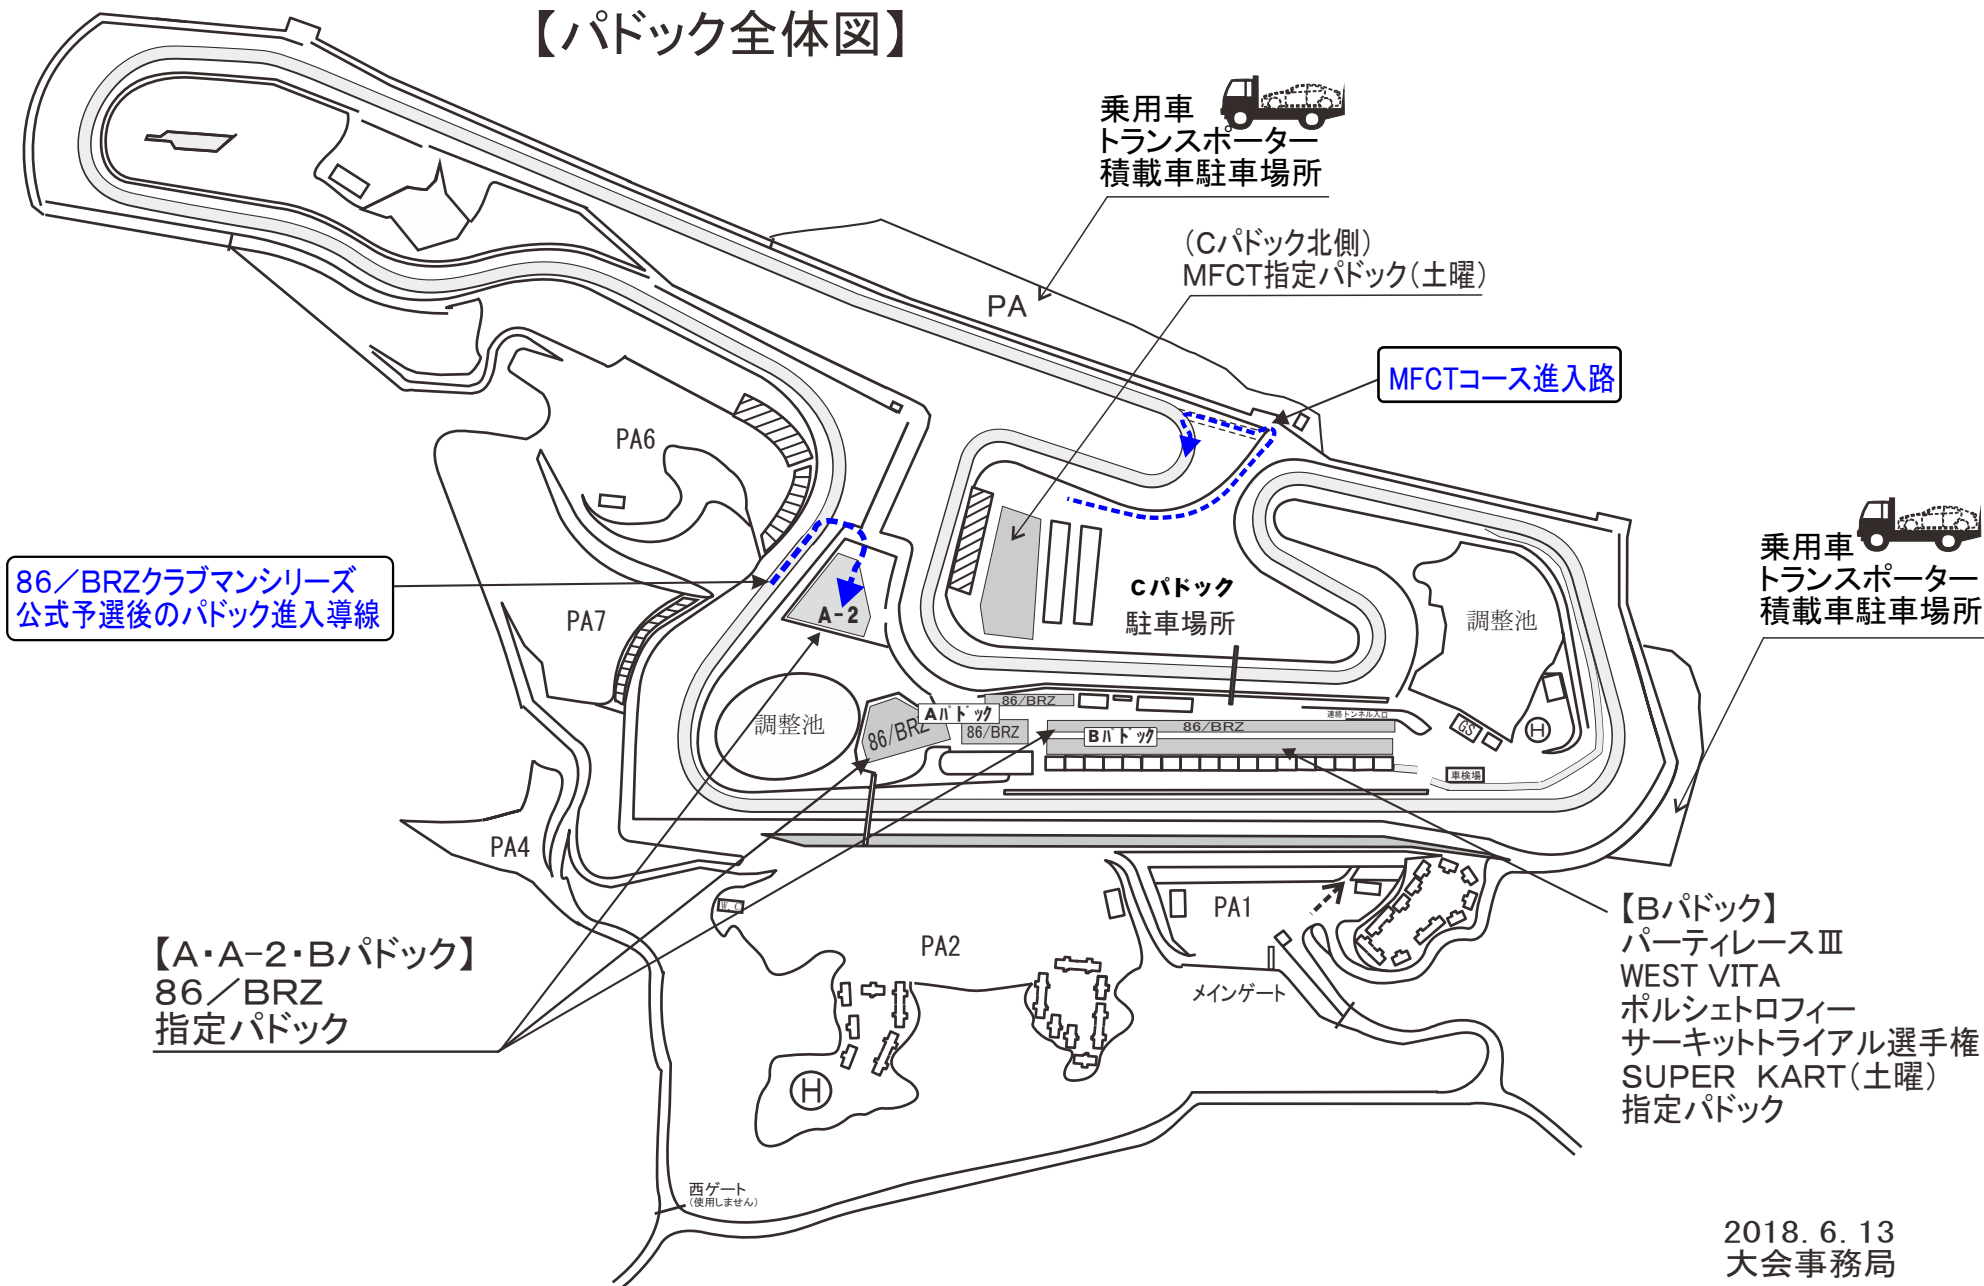 【パドック全体図】
乗用車
トランスポーター
積載車駐車場所
(Cパドック北側)
MFCT指定パドック(土曜)
PA
MFCTコース進入路
PA6
乗用車
トランスポーター
積載車駐車場所
86／BRZクラブマンシリーズ
公式予選後のパドック進入導線
PA7
A-2
Cパドック
駐車場所
調整池
調整池
86/BRZ
Aパドック
86/BRZ
86/BRZ
Bパドック
86/BRZ
連絡トンネル入口
GS
H
車検場
PA4
W.C
PA1
PA2
メインゲート
【A・A-2・Bパドック】
86／BRZ
指定パドック
【Bパドック】
パーティレースⅢ
WEST VITA
ポルシェトロフィー
サーキットトライアル選手権
SUPER KART(土曜)
指定パドック
H
西ゲート
(使用しません)
2018.6.13
大会事務局